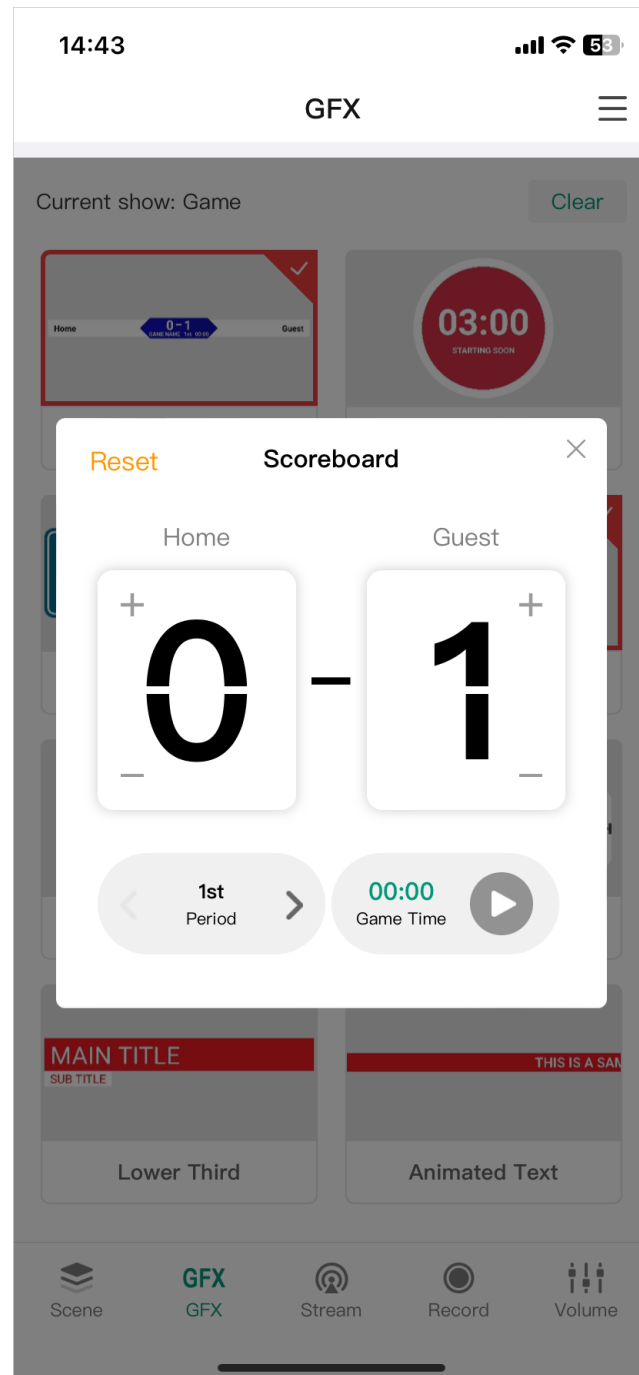 14:43
53
GFX
Current show: Game
Clear
Home
0-1
GAME NAME 1st 00:00
Guest
03:00
STARTING SOON
Reset
Scoreboard
Home
Guest
0
-
1
1st
Period
00:00
Game Time
MAIN TITLE
SUB TITLE
THIS IS A SAM
Lower Third
Animated Text
GFX
Scene
GFX
Stream
Record
Volume